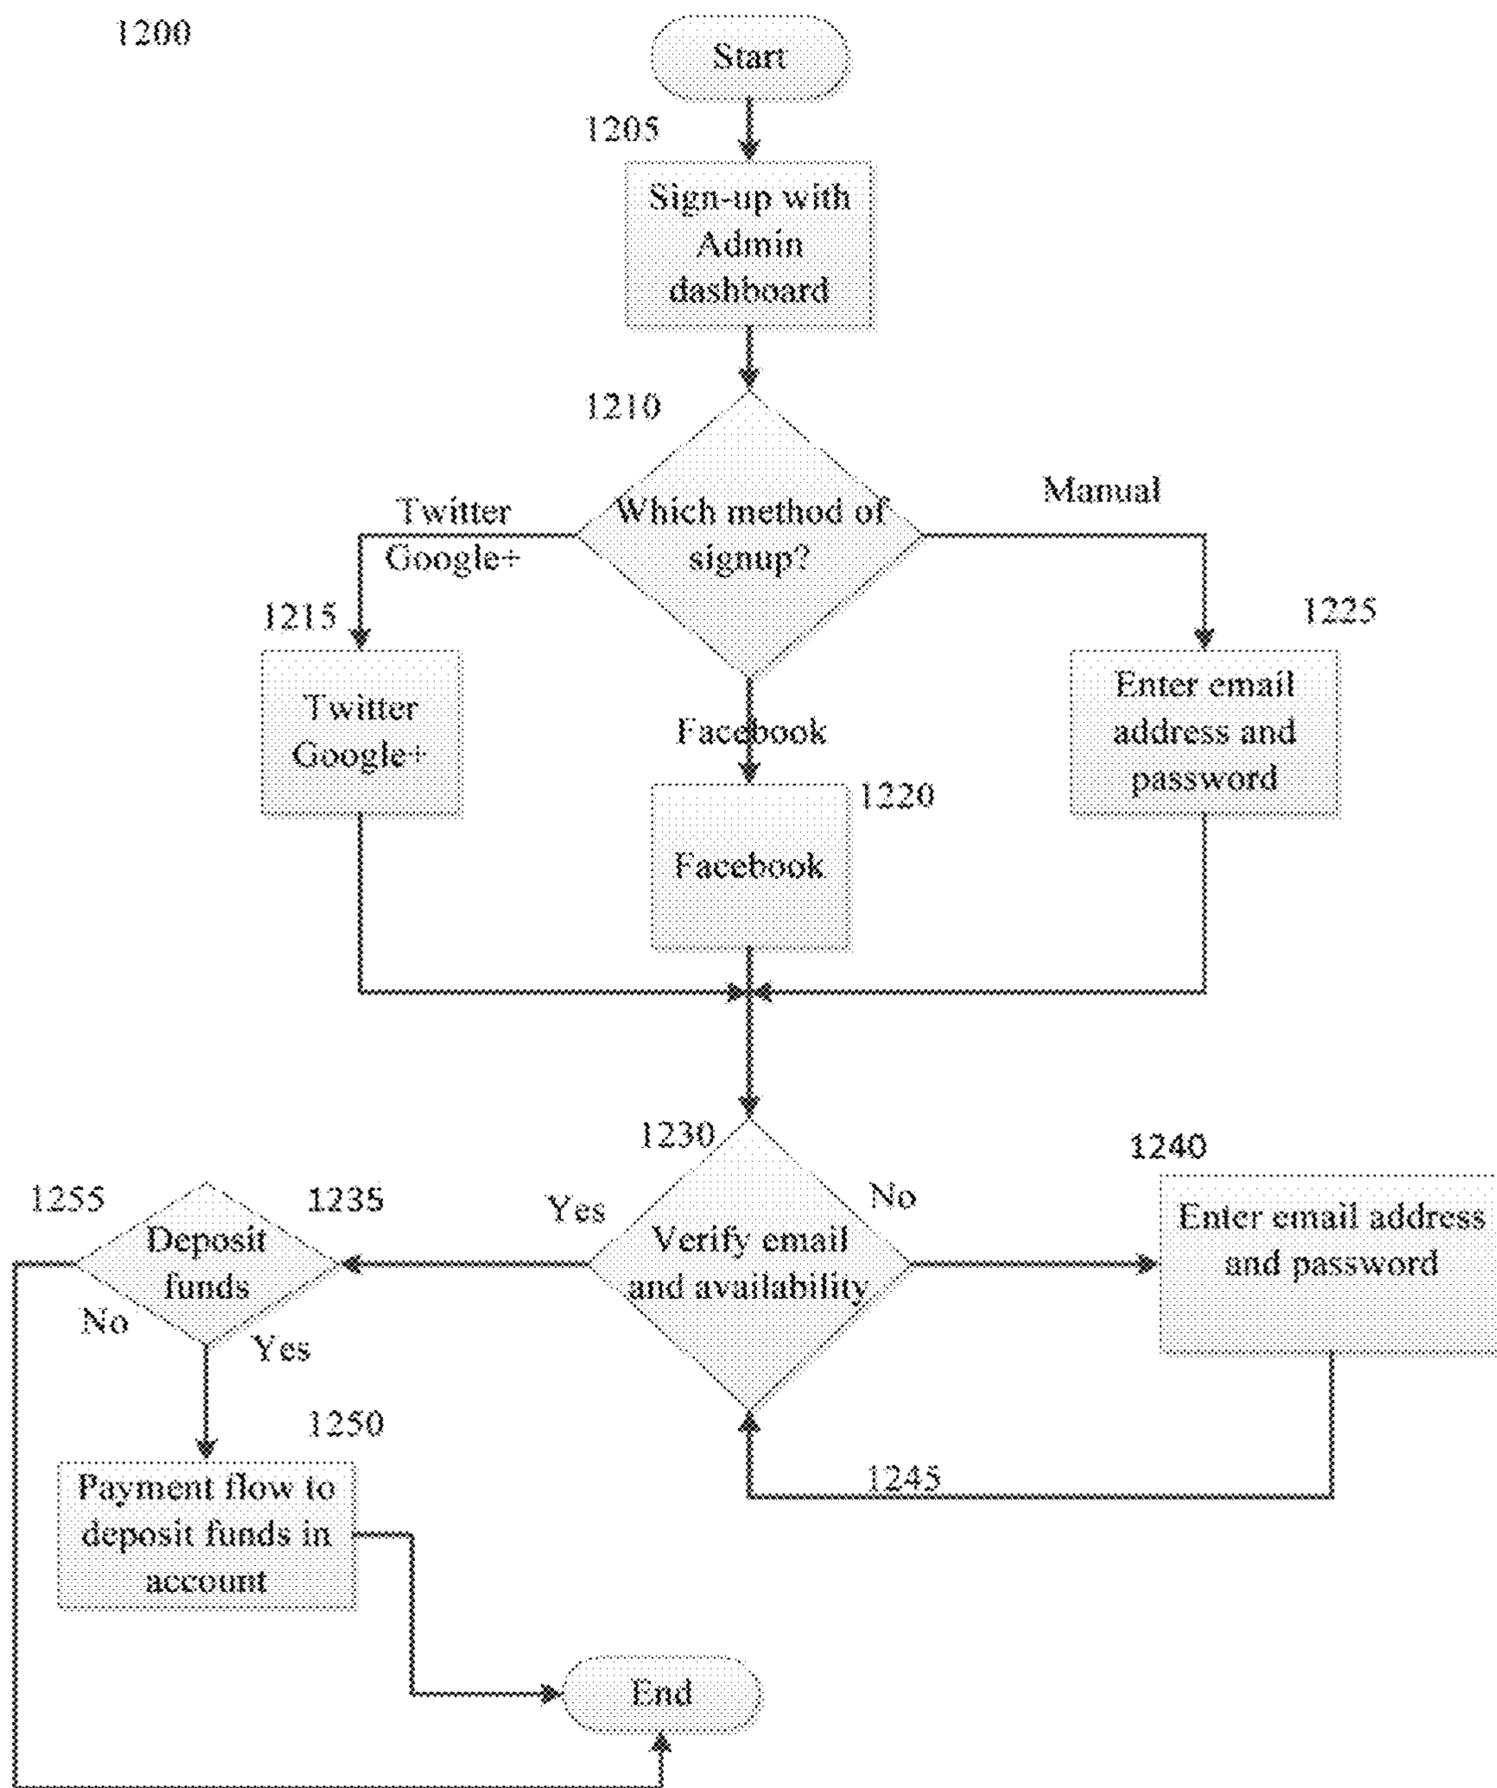 1200
Start
1205
Sign-up with
Admin
dashboard
1210
Which method of
signup?
Twitter
Google+
Manual
1215
Twitter
Google+
Facebook
1220
Facebook
1225
Enter email
address and
password
1230
Verify email
and availability
Yes
No
1235
1255
Deposit
funds
No
Yes
1240
Enter email address
and password
1245
1250
Payment flow to
deposit funds in
account
End